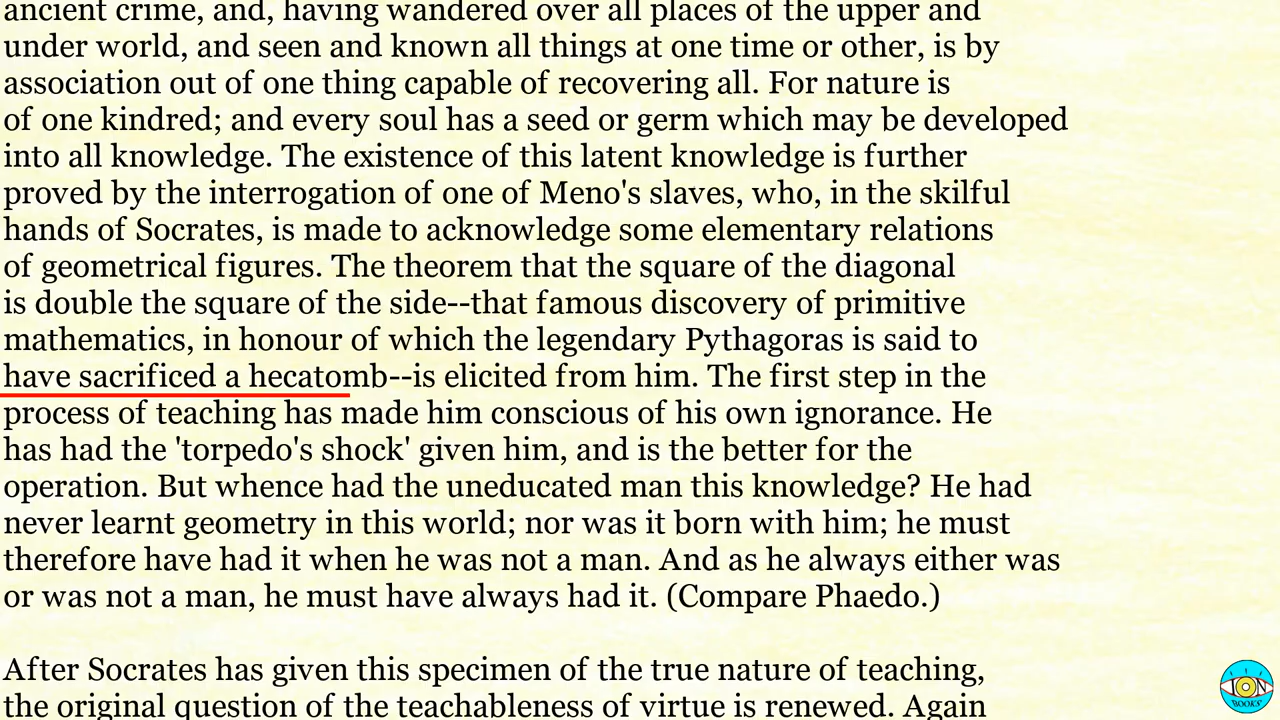 ancient crime, and, having wandered over all places of the upper and
under world, and seen and known all things at one time or other, is by
association out of one thing capable of recovering all. For nature is
of one kindred; and every soul has a seed or germ which may be developed
into all knowledge. The existence of this latent knowledge is further
proved by the interrogation of one of Meno's slaves, who, in the skilful
hands of Socrates, is made to acknowledge some elementary relations
of geometrical figures. The theorem that the square of the diagonal
is double the square of the side--that famous discovery of primitive
mathematics, in honour of which the legendary Pythagoras is said to
have sacrificed a hecatomb--is elicited from him. The first step in the
process of teaching has made him conscious of his own ignorance. He
has had the 'torpedo's shock' given him, and is the better for the
operation. But whence had the uneducated man this knowledge? He had
never learnt geometry in this world; nor was it born with him; he must
therefore have had it when he was not a man. And as he always either was
or was not a man, he must have always had it. (Compare Phaedo.)
After Socrates has given this specimen of the true nature of teaching,
the original question of the teachableness of virtue is renewed. Again
ION
BOOKS